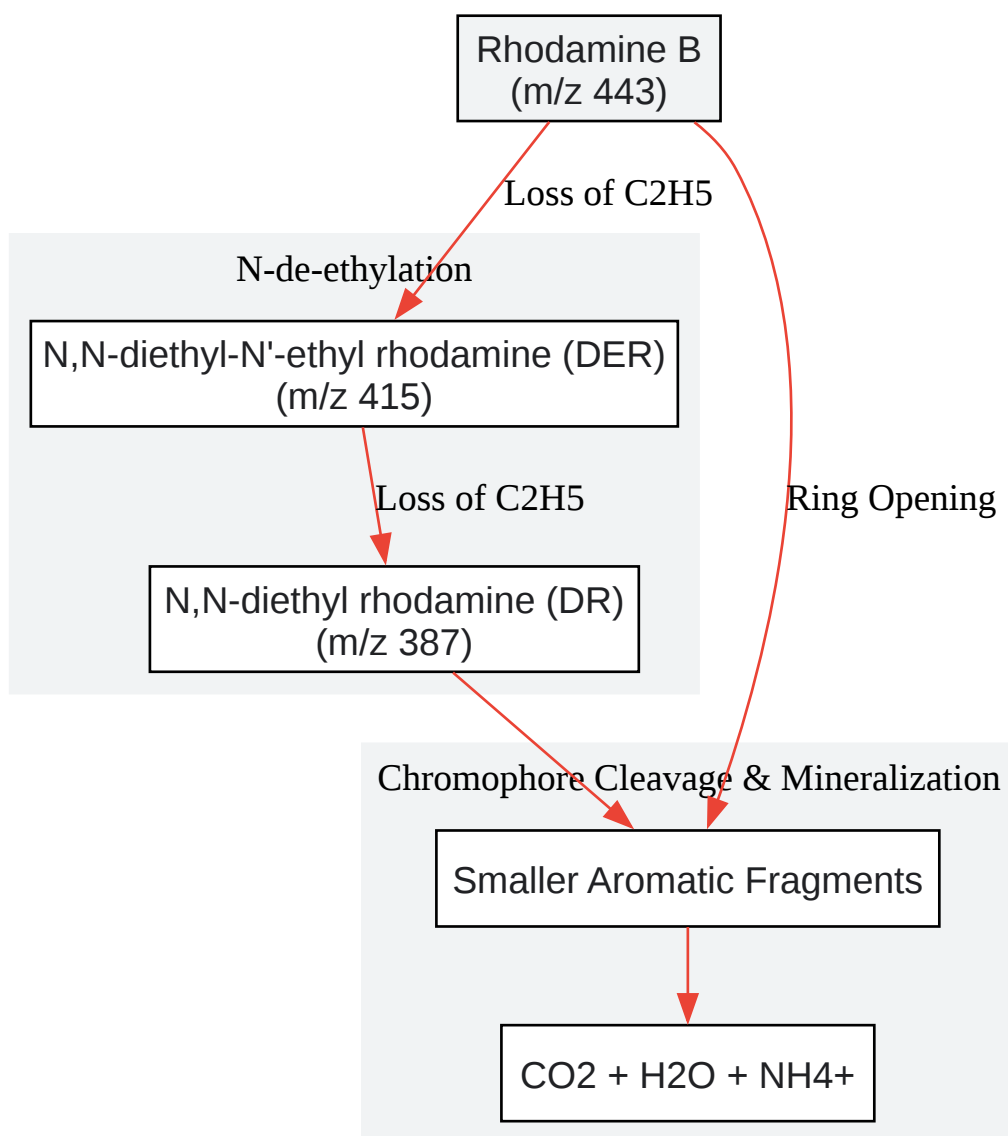 Rhodamine B
(m/z 443)
Loss of C2H5
N-de-ethylation
N,N-diethyl-N'-ethyl rhodamine (DER)
(m/z 415)
Loss of C2H5
Ring Opening
N,N-diethyl rhodamine (DR)
(m/z 387)
Chromophore Cleavage & Mineralization
Smaller Aromatic Fragments
CO2 + H2O + NH4+